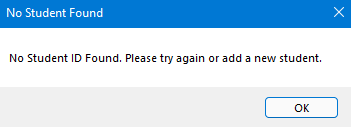 No Student Found
No Student ID Found. Please try again or add a new student.
OK